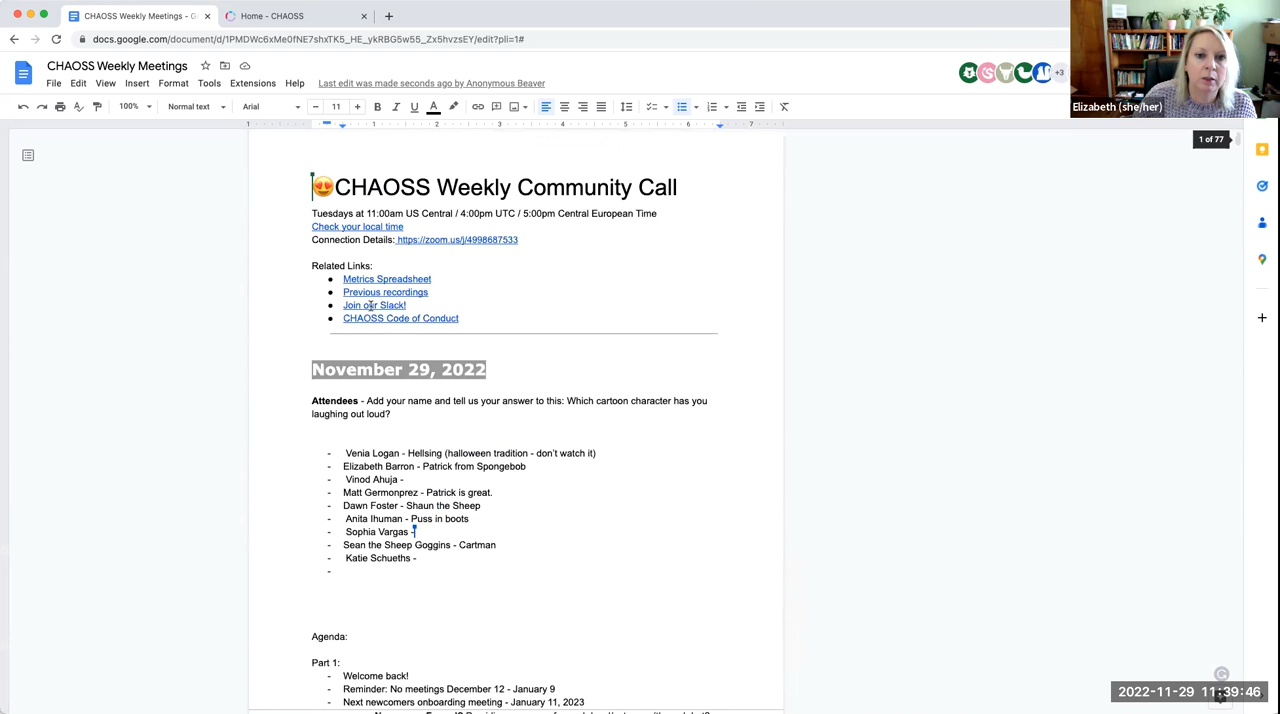 CHAOSS Weekly Meetings - G
Home - CHAOSS
docs.google.com/document/d/1PMDWc6xMe0fNE7shxTK5_HE_ykRBG5w55_Zx5hvzsEY/edit?pli=1#
CHAOSS Weekly Meetings
File Edit View Insert Format Tools Extensions Help Last edit was made seconds ago by Anonymous Beaver
+3
Elizabeth (she/her)
100% Normal text Arial 11
1 1 2 3 4 5 6 7
1 of 77
😍CHAOSS Weekly Community Call
Tuesdays at 11:00am US Central / 4:00pm UTC / 5:00pm Central European Time
Check your local time
Connection Details: https://zoom.us/j/4998687533
Related Links:
● Metrics Spreadsheet
● Previous recordings
● Join our Slack!
● CHAOSS Code of Conduct
November 29, 2022
Attendees - Add your name and tell us your answer to this: Which cartoon character has you
laughing out loud?
- Venia Logan - Hellsing (halloween tradition - don't watch it)
- Elizabeth Barron - Patrick from Spongebob
- Vinod Ahuja -
- Matt Germonprez - Patrick is great.
- Dawn Foster - Shaun the Sheep
- Anita Ihuman - Puss in boots
- Sophia Vargas -
- Sean the Sheep Goggins - Cartman
- Katie Schueths -
-
Agenda:
Part 1:
- Welcome back!
- Reminder: No meetings December 12 - January 9
- Next newcomers onboarding meeting - January 11, 2023
2022-11-29 11:39:46